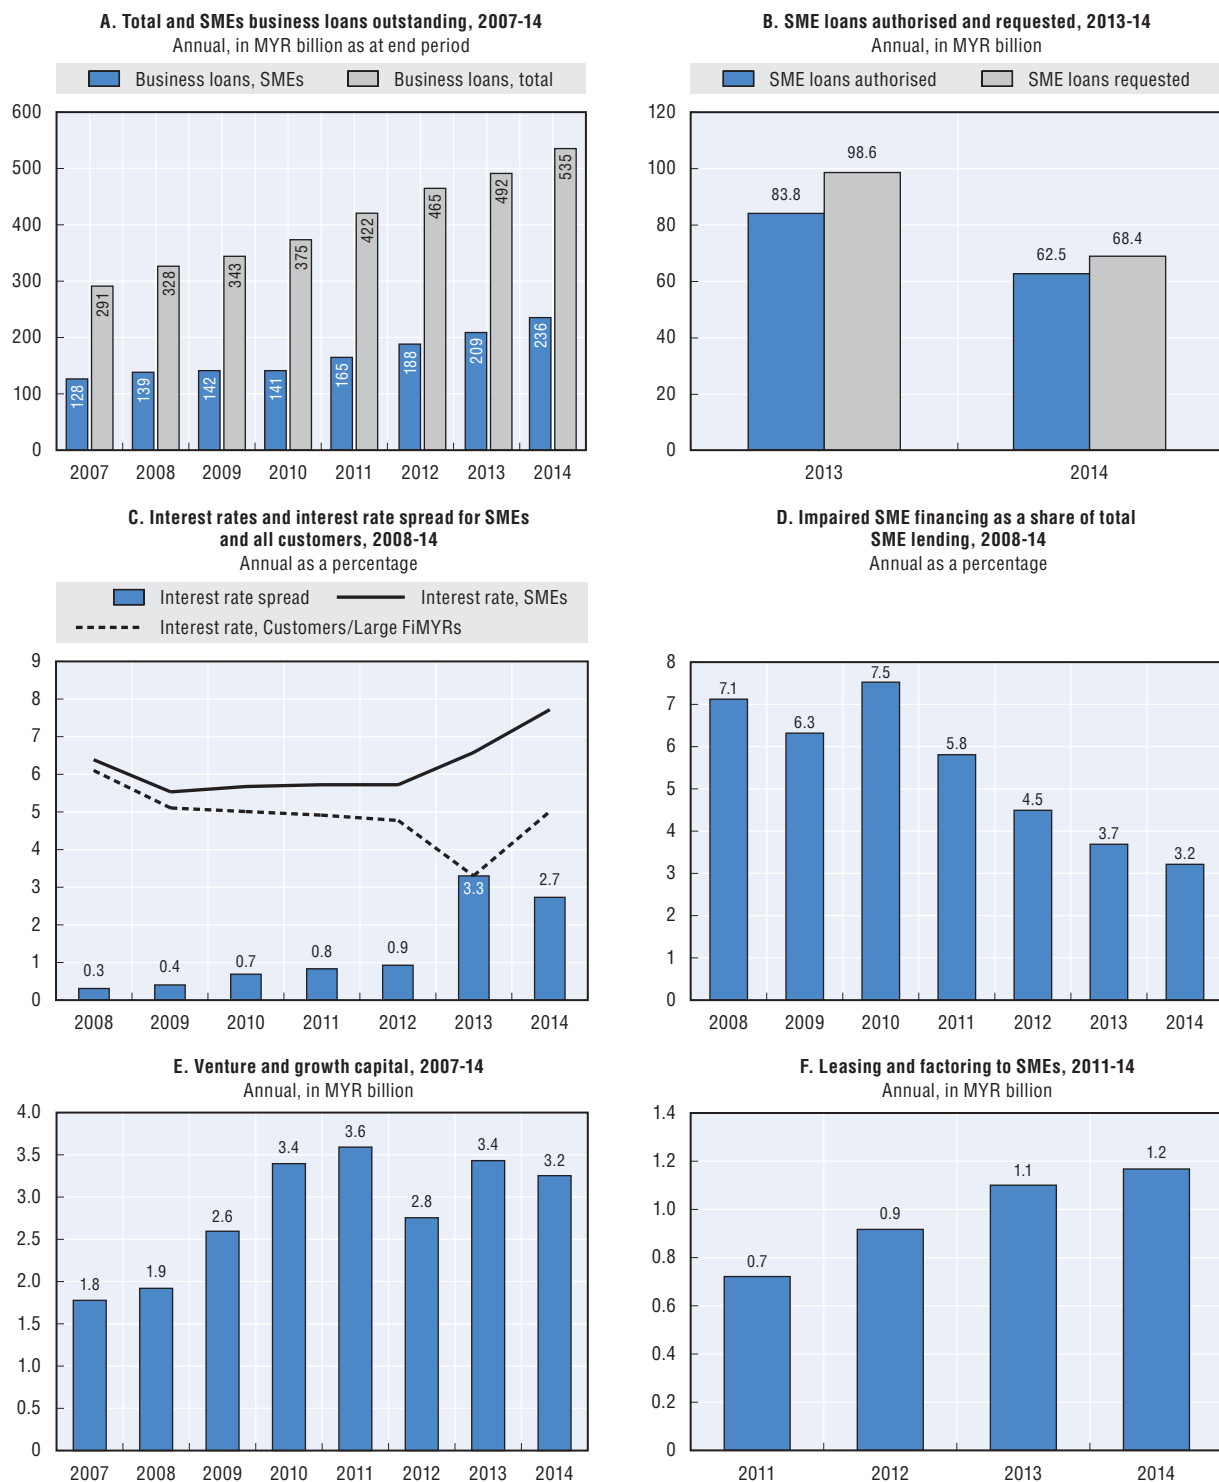 A. Total and SMEs business loans outstanding, 2007-14
Annual, in MYR billion as at end period
Business loans, SMEs Business loans, total
600
500
400
300
200
100
0
128 291 139 328 142 343 141 375 165 422 188 465 209 492 236 535
2007 2008 2009 2010 2011 2012 2013 2014
B. SME loans authorised and requested, 2013-14
Annual, in MYR billion
SME loans authorised SME loans requested
120
100
80
60
40
20
0
83.8 98.6 62.5 68.4
2013 2014
C. Interest rates and interest rate spread for SMEs
and all customers, 2008-14
Annual as a percentage
Interest rate spread Interest rate, SMEs
Interest rate, Customers/Large FiMYRs
9
8
7
6
5
4
3
2
1
0
0.3 0.4 0.7 0.8 0.9 3.3 2.7
2008 2009 2010 2011 2012 2013 2014
D. Impaired SME financing as a share of total
SME lending, 2008-14
Annual as a percentage
8
7
6
5
4
3
2
1
0
7.1 6.3 7.5 5.8 4.5 3.7 3.2
2008 2009 2010 2011 2012 2013 2014
E. Venture and growth capital, 2007-14
Annual, in MYR billion
4.0
3.5
3.0
2.5
2.0
1.5
1.0
0.5
0
1.8 1.9 2.6 3.4 3.6 2.8 3.4 3.2
2007 2008 2009 2010 2011 2012 2013 2014
F. Leasing and factoring to SMEs, 2011-14
Annual, in MYR billion
1.4
1.2
1.0
0.8
0.6
0.4
0.2
0
0.7 0.9 1.1 1.2
2011 2012 2013 2014